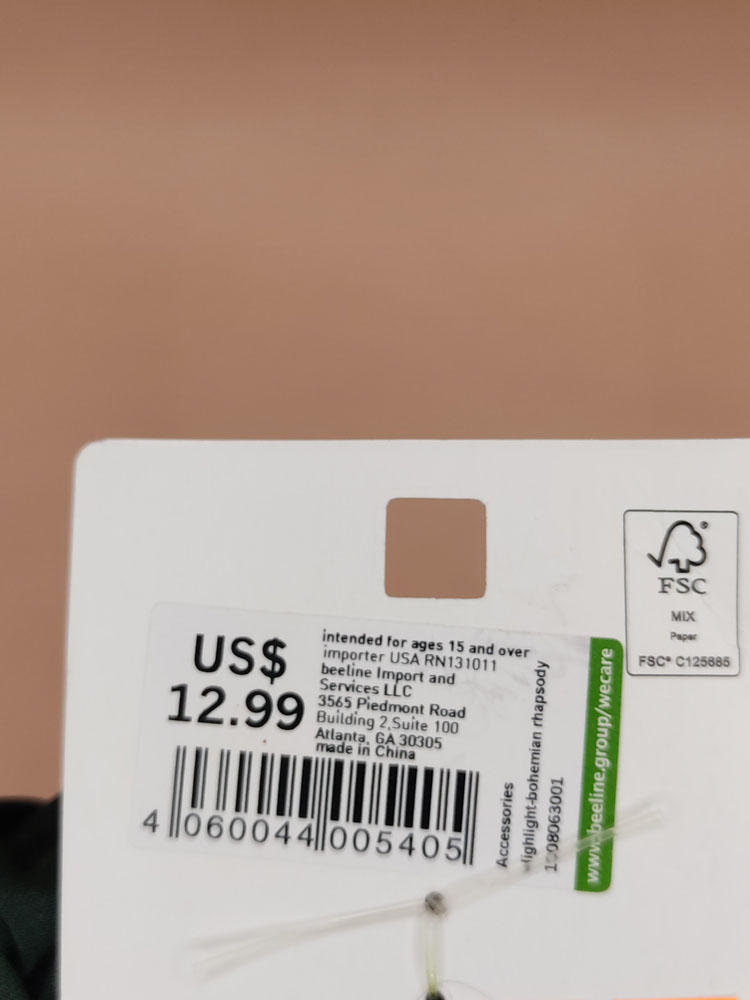 US$
12.99
intended for ages 15 and over
importer USA RN131011
beeline Import and
Services LLC
3565 Piedmont Road
Building 2,Suite 100
Atlanta, GA 30305
made in China
4 060044 005405
Accessories
Highlight-bohemian rhapsody
www.beeline.group/wecare
FSC
MIX
Paper
FSC® C125885